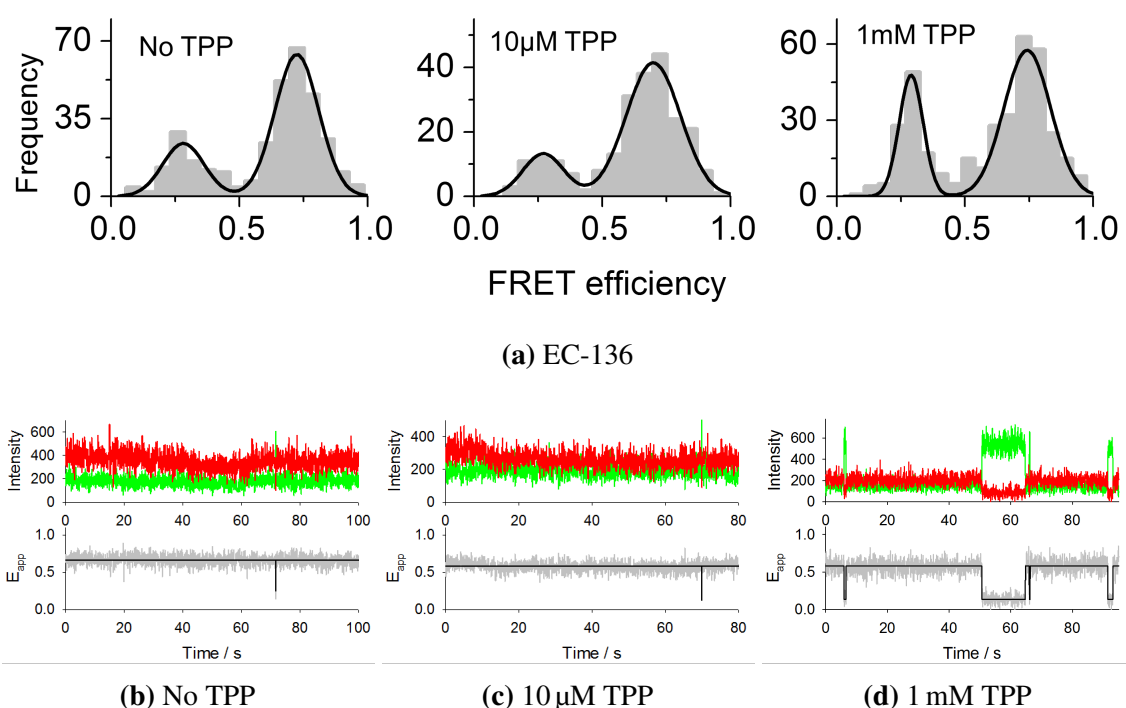 No TPP
10µM TPP
1mM TPP
Frequency
70
35
0
40
20
0
60
30
0
0.0 0.5 1.0 0.0 0.5 1.0 0.0 0.5 1.0
FRET efficiency
(a) EC-136
Intensity
600
400
200
0
0 20 40 60 80 100
Eapp
1.0
0.5
0.0
0 20 40 60 80 100
Time / s
(b) No TPP
Intensity
400
200
0
0 20 40 60 80
Eapp
1.0
0.5
0.0
0 20 40 60 80
Time / s
(c) 10 µM TPP
Intensity
600
400
200
0
0 20 40 60 80
Eapp
1.0
0.5
0.0
0 20 40 60 80
Time / s
(d) 1 mM TPP